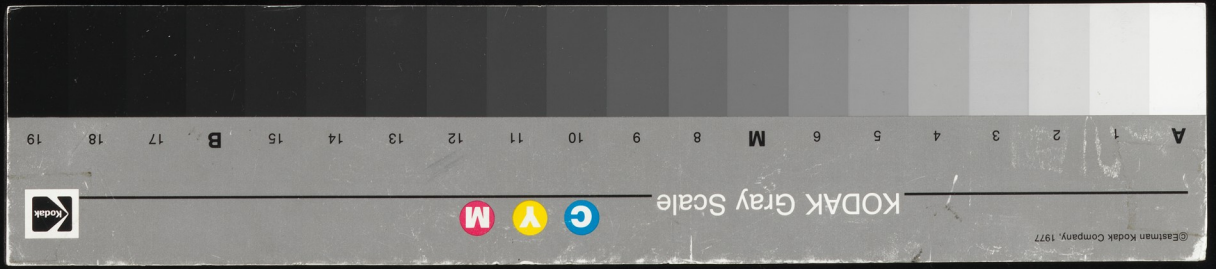 ©Eastman Kodak Company, 1977
KODAK Gray Scale
C Y M
Kodak
A 1 2 3 4 5 6 M 8 9 10 11 12 13 14 15 B 17 18 19